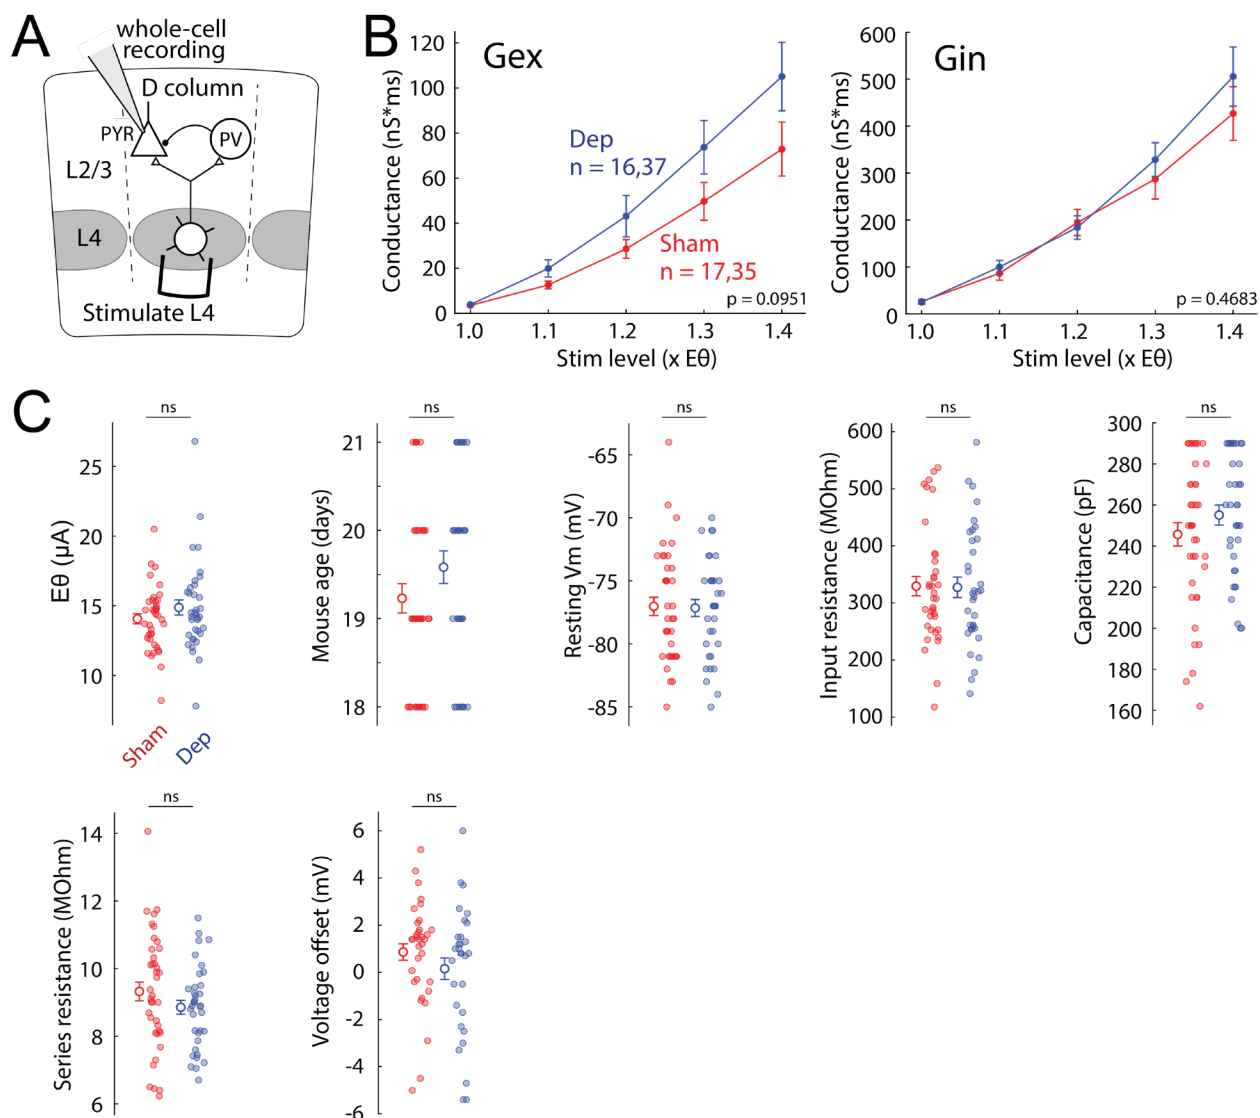 A
whole-cell
recording
D column
PYR
PV
L2/3
L4
Stimulate L4
B
Gex
Conductance (nS*ms)
120
100
80
60
40
20
0
Dep
n = 16,37
Sham
n = 17,35
p = 0.0951
1.0
1.1
1.2
1.3
1.4
Stim level (x Eθ)
Gin
Conductance (nS*ms)
600
500
400
300
200
100
0
p = 0.4683
1.0
1.1
1.2
1.3
1.4
Stim level (x Eθ)
C
ns
Eθ (µA)
25
20
15
10
Sham
Dep
ns
Mouse age (days)
21
20
19
18
ns
Resting Vm (mV)
-65
-70
-75
-80
-85
ns
Input resistance (MOhm)
600
500
400
300
200
100
ns
Capacitance (pF)
300
280
260
240
220
200
180
160
ns
Series resistance (MOhm)
14
12
10
8
6
ns
Voltage offset (mV)
6
4
2
0
-2
-4
-6